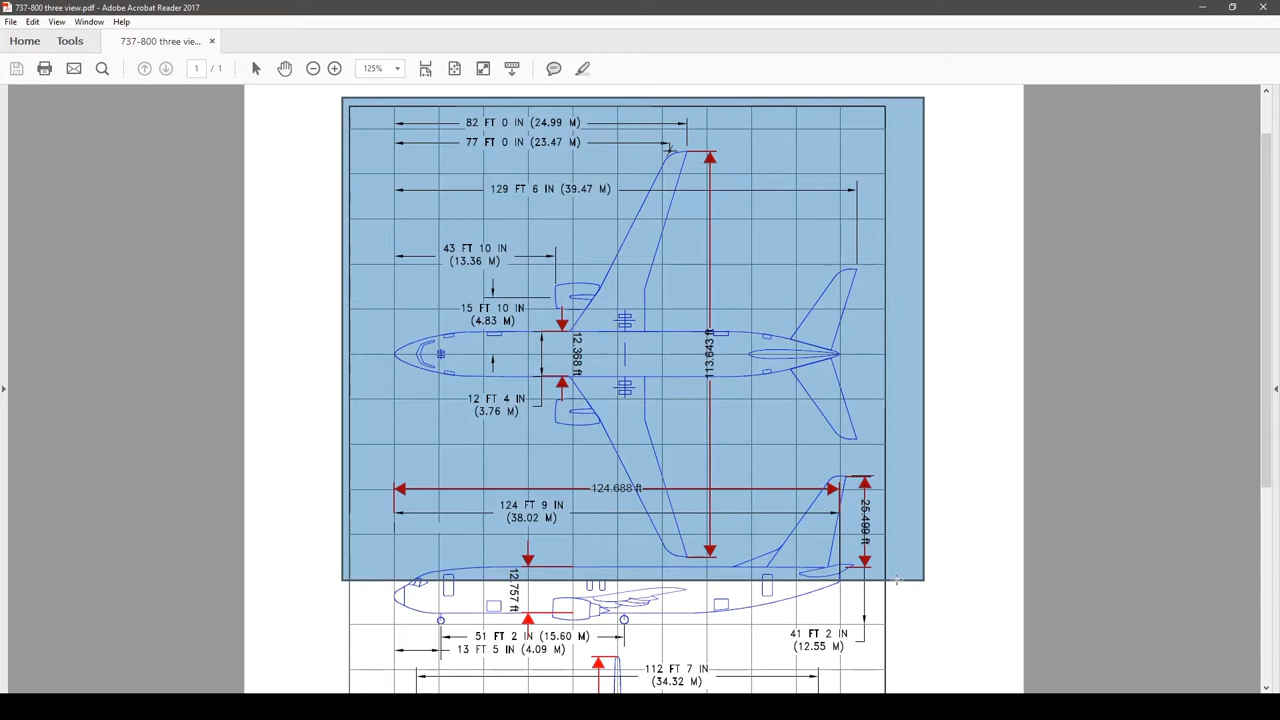 737-800 three view.pdf - Adobe Acrobat Reader 2017
File Edit View Window Help
Home Tools 737-800 three vie... ×
1 / 1 125%
82 FT 0 IN (24.99 M)
77 FT 0 IN (23.47 M)
129 FT 6 IN (39.47 M)
43 FT 10 IN
(13.36 M)
15 FT 10 IN
(4.83 M)
12.368 ft
113.643 ft
12 FT 4 IN
(3.76 M)
124.688 ft
124 FT 9 IN
(38.02 M)
25.499 ft
12.757 ft
51 FT 2 IN (15.60 M)
13 FT 5 IN (4.09 M)
41 FT 2 IN
(12.55 M)
112 FT 7 IN
(34.32 M)